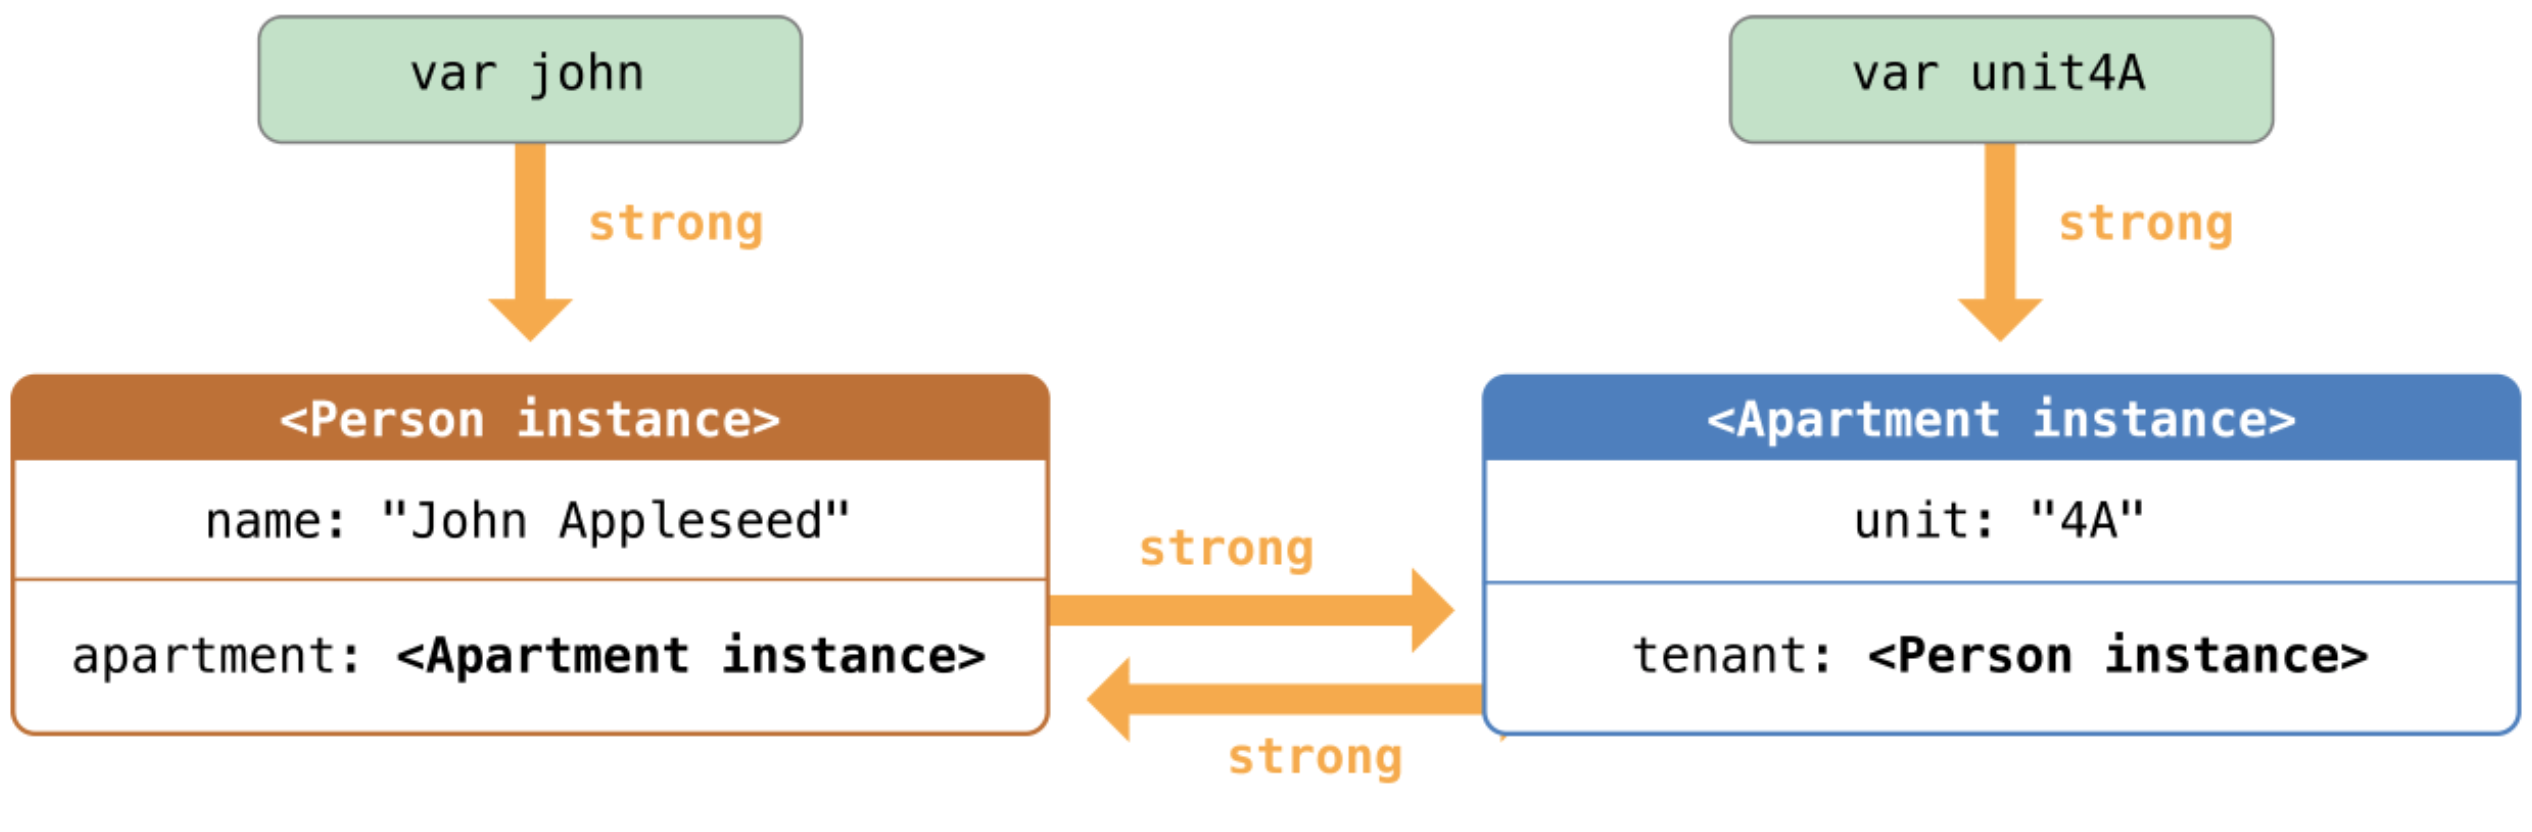 var john
var unit4A
strong
strong
<Person instance>
<Apartment instance>
name: "John Appleseed"
unit: "4A"
strong
apartment: <Apartment instance>
tenant: <Person instance>
strong